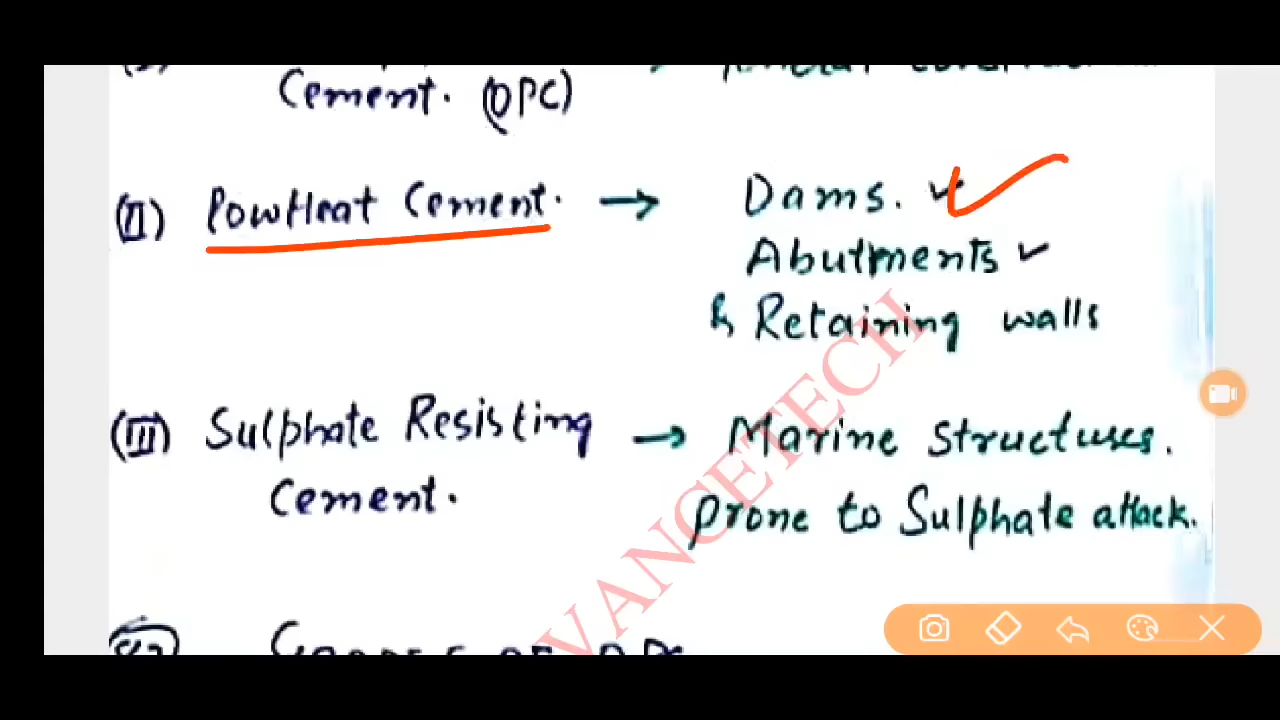 Cement. (OPC)
(II) LowHeat Cement. → Dams.
Abutments
& Retaining walls
(III) Sulphate Resisting → Marine Structures.
Cement. Prone to Sulphate attack.
VANCETECH